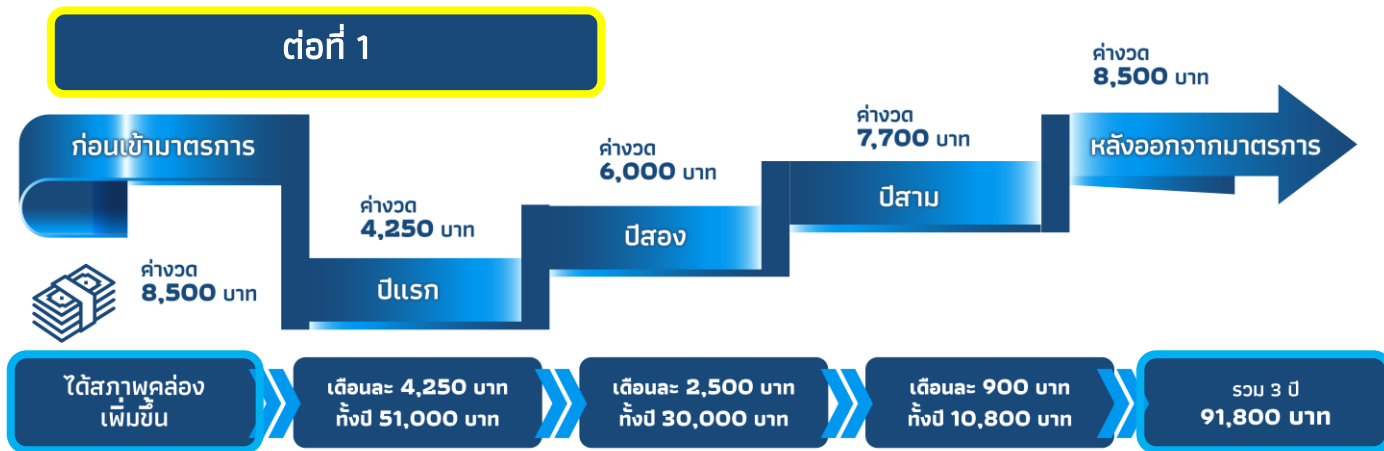 ต่อที่ 1
ก่อนเข้ามาตรการ
ค่างวด
8,500 บาท
ค่างวด
4,250 บาท
ปีแรก
ค่างวด
6,000 บาท
ปีสอง
ค่างวด
7,700 บาท
ปีสาม
ค่างวด
8,500 บาท
หลังออกจากมาตรการ
ได้สภาพคล่อง
เพิ่มขึ้น
เดือนละ 4,250 บาท
ทั้งปี 51,000 บาท
เดือนละ 2,500 บาท
ทั้งปี 30,000 บาท
เดือนละ 900 บาท
ทั้งปี 10,800 บาท
รวม 3 ปี
91,800 บาท